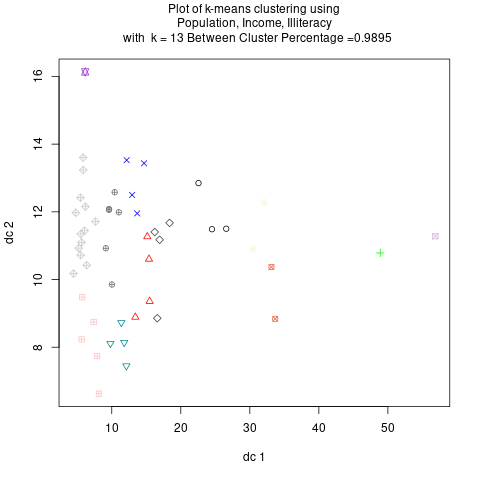 Plot of k-means clustering using
Population, Income, Illiteracy
with k = 13 Between Cluster Percentage =0.9895
16
14
12
10
8
dc 2
10
20
30
40
50
dc 1